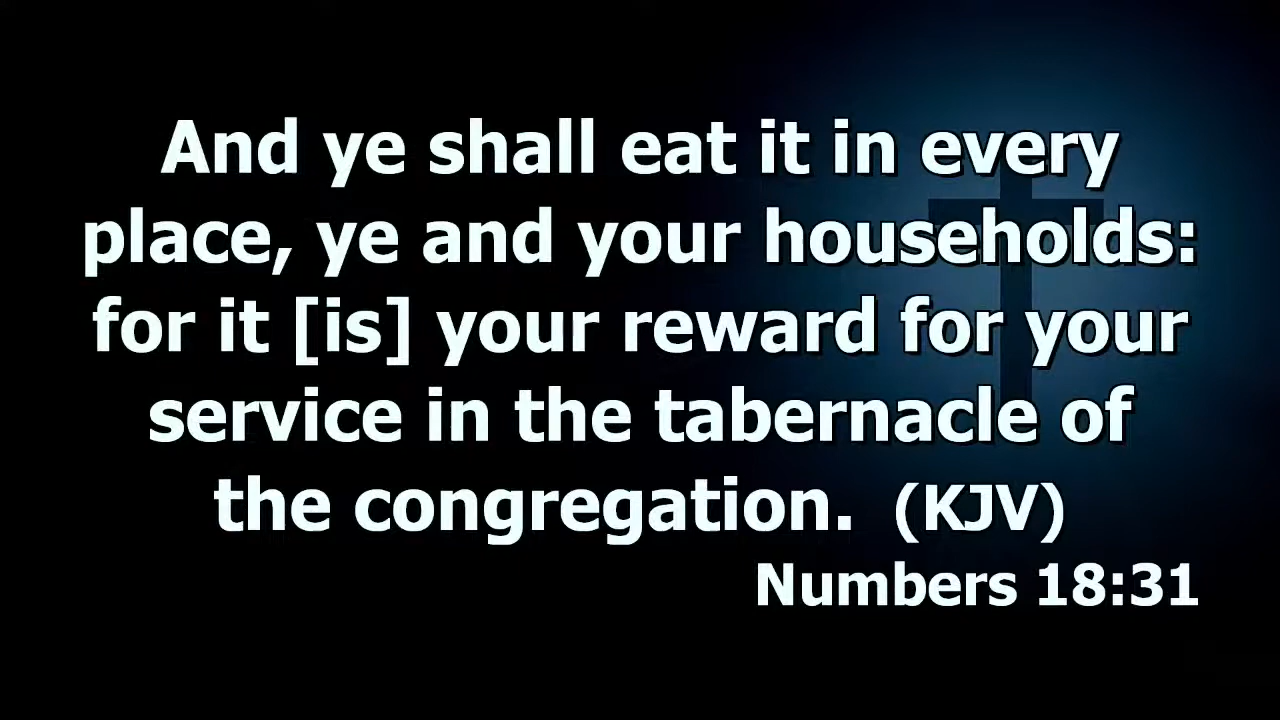 And ye shall eat it in every
place, ye and your households:
for it [is] your reward for your
service in the tabernacle of
the congregation. (KJV)
Numbers 18:31